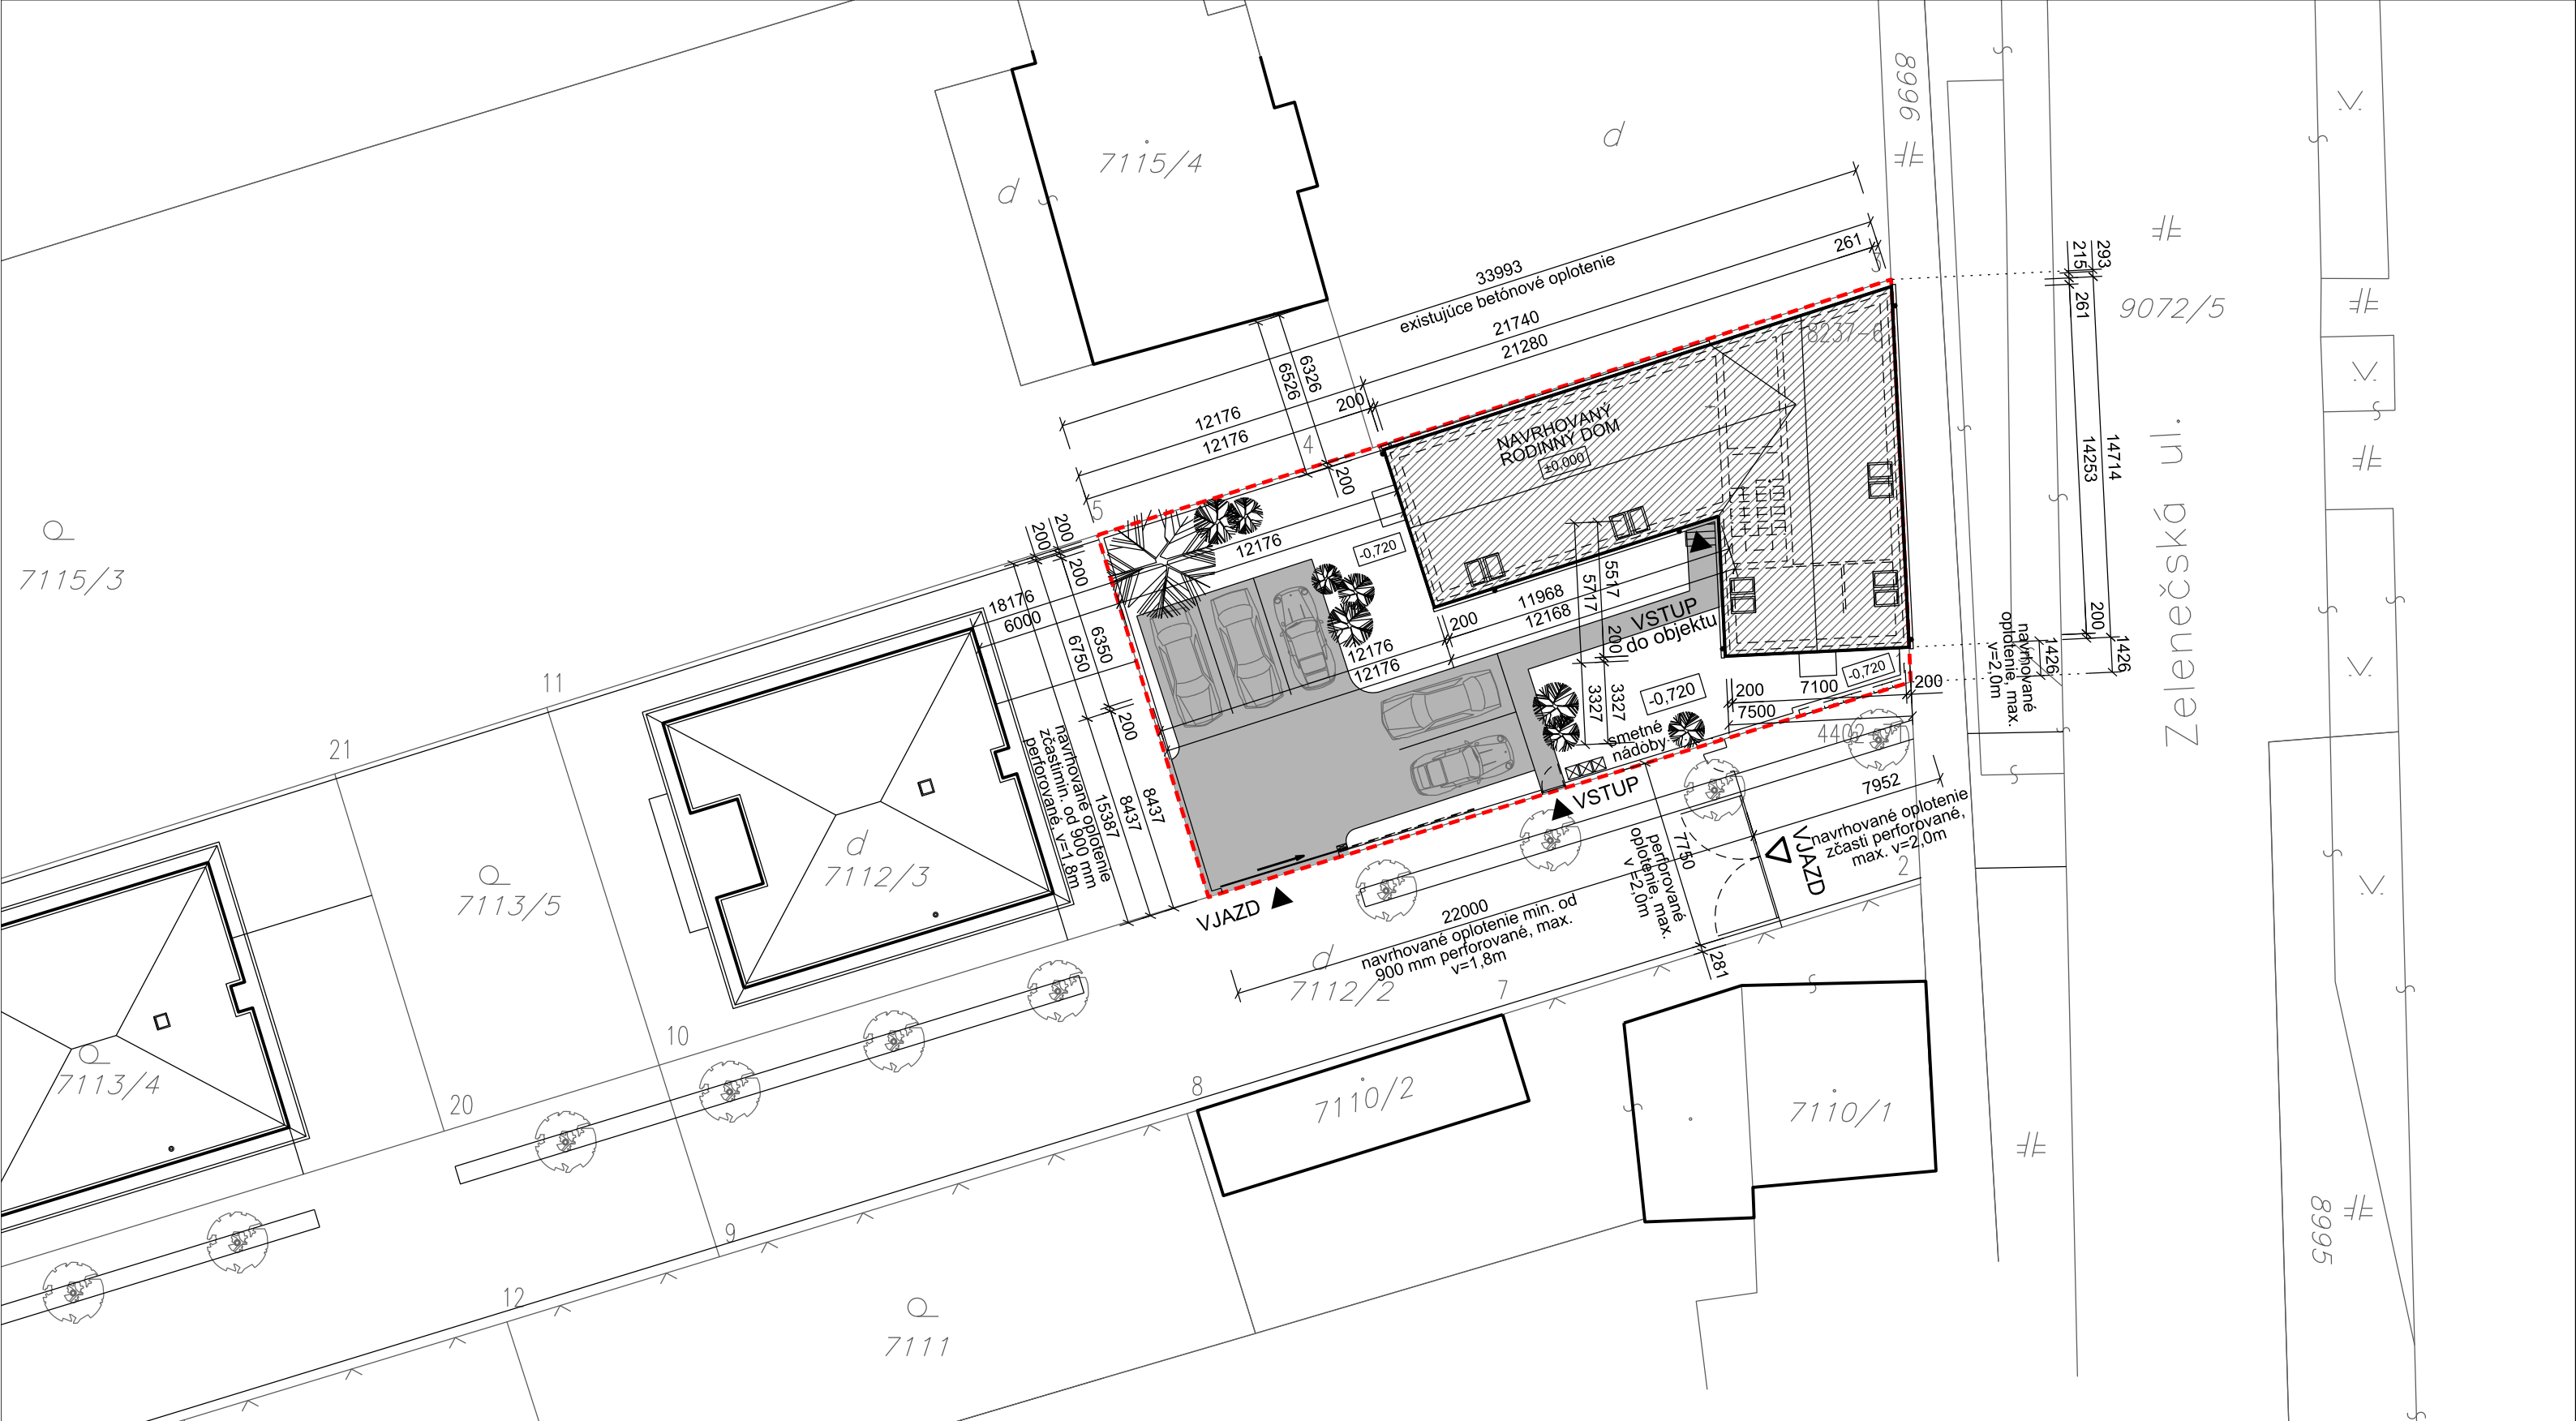 8996
7115/4
d
d
33993
existujúce betónové oplotenie
261
21740
21280
215
293
261
9072/5
8237-6
6326
6526
12176
200
12176
4
200
NAVRHOVANÝ
RODINNÝ DOM
±0,000
14253
14714
Zelenečská ul.
5
200
200
200
12176
-0,720
7115/3
18176
6000
6750
6350
200
5517
5717
11968
12168
200
VSTUP
do objektu
200
12176
12176
3327
3327
-0,720
-0,720
200
7100
200
7500
200
1426
1426
navrhované
oplotenie, max.
v=2,0m
11
21
navrhované oplotenie
zčastimin. od 900 mm
perforované, v=1,8m
15387
8437
8437
smetné
nádoby
4402-7
VSTUP
7952
navrhované oplotenie
zčasti perforované,
max. v=2,0m
VJAZD
7750
perforované
oplotenie, max.
v=2,0m
2
d
7112/3
7113/5
VJAZD
22000
navrhované oplotenie min. od
900 mm perforované, max.
v=1,8m
281
d
7112/2
7
10
7113/4
20
8
7110/2
7110/1
9
12
7111
8995